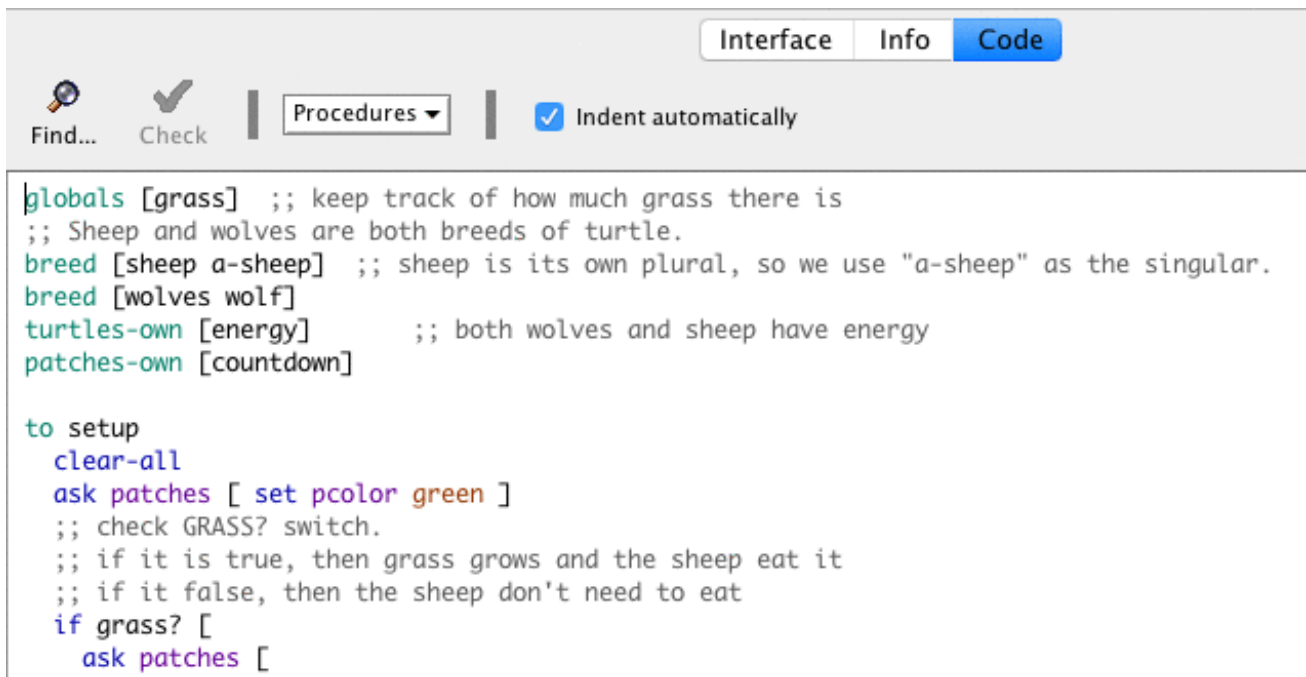 Interface Info Code
Find... Check Procedures Indent automatically
globals [grass]  ;; keep track of how much grass there is
;; Sheep and wolves are both breeds of turtle.
breed [sheep a-sheep]  ;; sheep is its own plural, so we use "a-sheep" as the singular.
breed [wolves wolf]
turtles-own [energy]       ;; both wolves and sheep have energy
patches-own [countdown]

to setup
  clear-all
  ask patches [ set pcolor green ]
  ;; check GRASS? switch.
  ;; if it is true, then grass grows and the sheep eat it
  ;; if it false, then the sheep don't need to eat
  if grass? [
    ask patches [